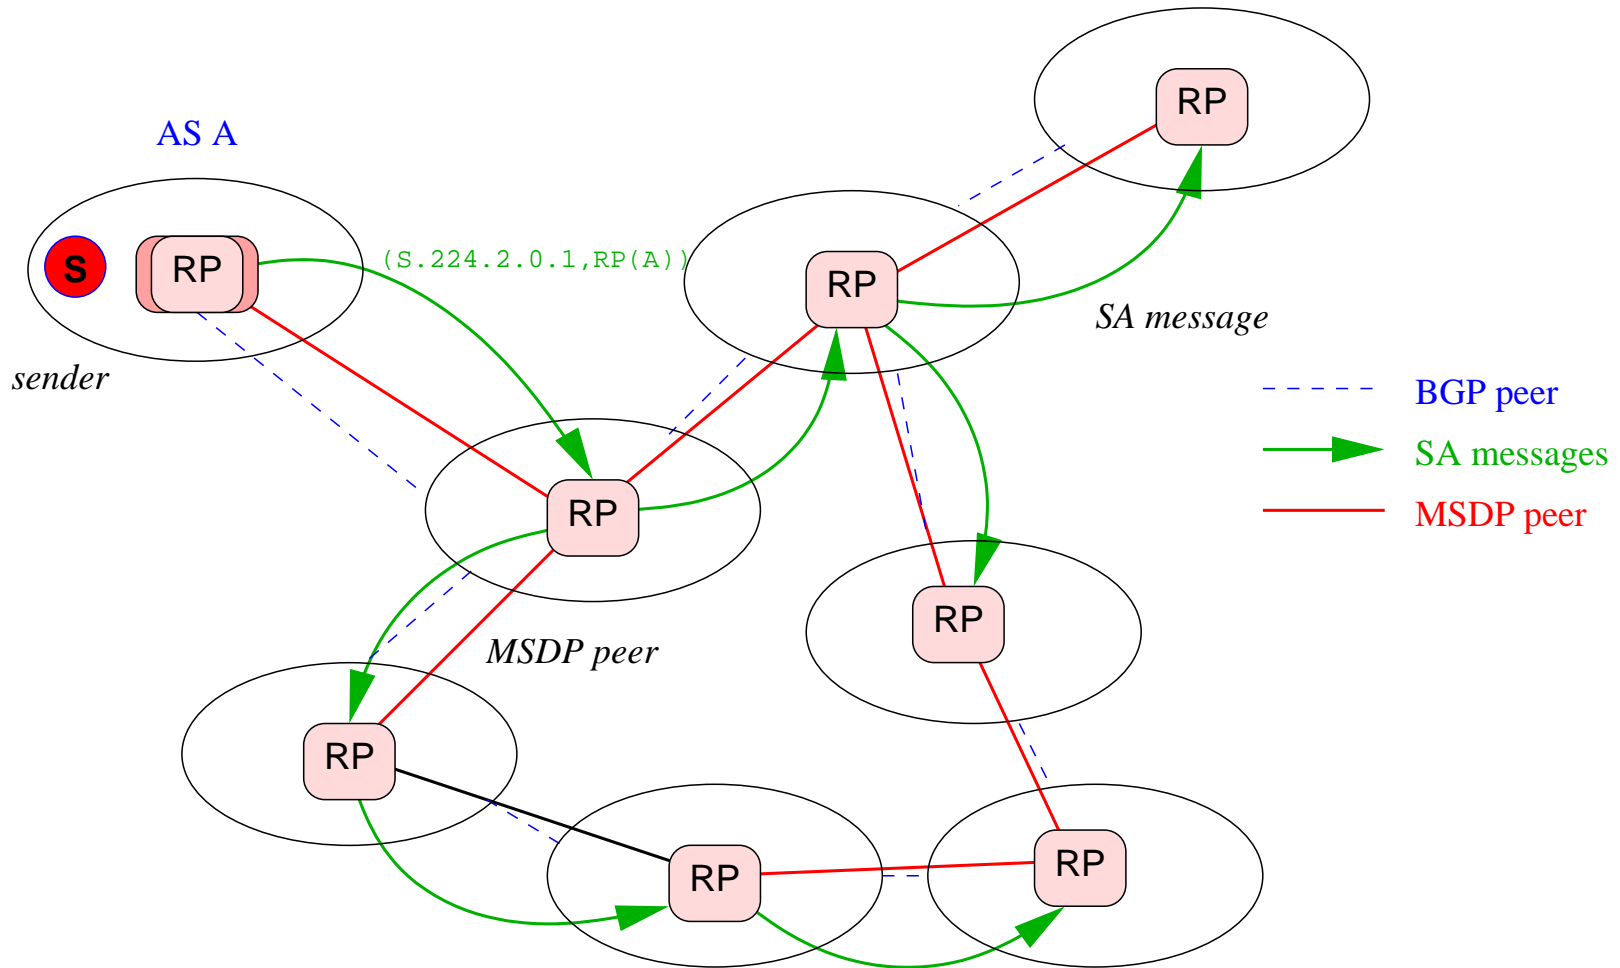 RP
AS A
S
RP
(S.224.2.0.1,RP(A))
RP
SA message
sender
BGP peer
SA messages
RP
MSDP peer
RP
MSDP peer
RP
RP
RP